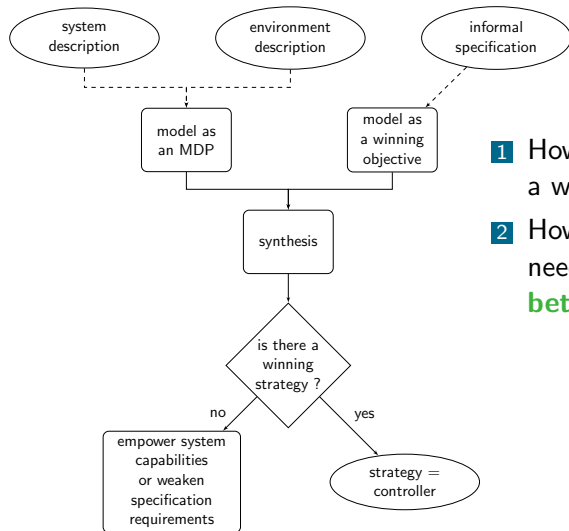 system
description
environment
description
informal
specification
model as
an MDP
model as
a winning
objective
synthesis
is there a
winning
strategy ?
no
yes
empower system
capabilities
or weaken
specification
requirements
strategy =
controller
1 How
a w
2 How
nee
bet